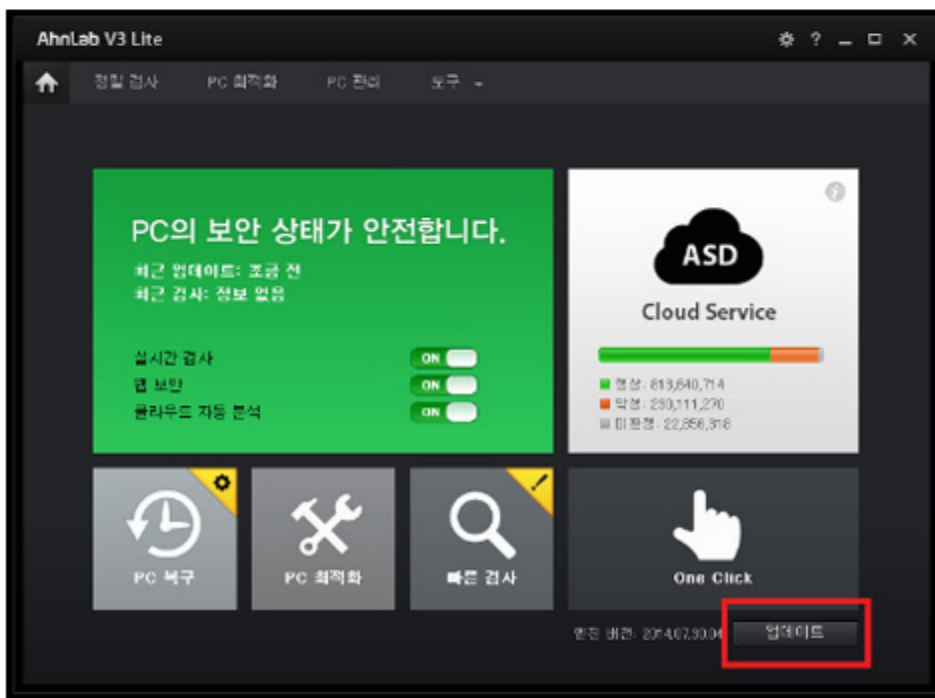 AhnLab V3 Lite
정밀 검사 PC 최적화 PC 관리 도구
PC의 보안 상태가 안전합니다.
최근 업데이트: 조금 전
최근 검사: 정보 없음
실시간 검사 ON
웹 보안 ON
클라우드 자동 분석 ON
ASD
Cloud Service
정상: 813,640,714
악성: 230,111,270
미판정: 22,856,318
PC 복구
PC 최적화
빠른 검사
One Click
엔진 버전: 2014.07.30.04
업데이트